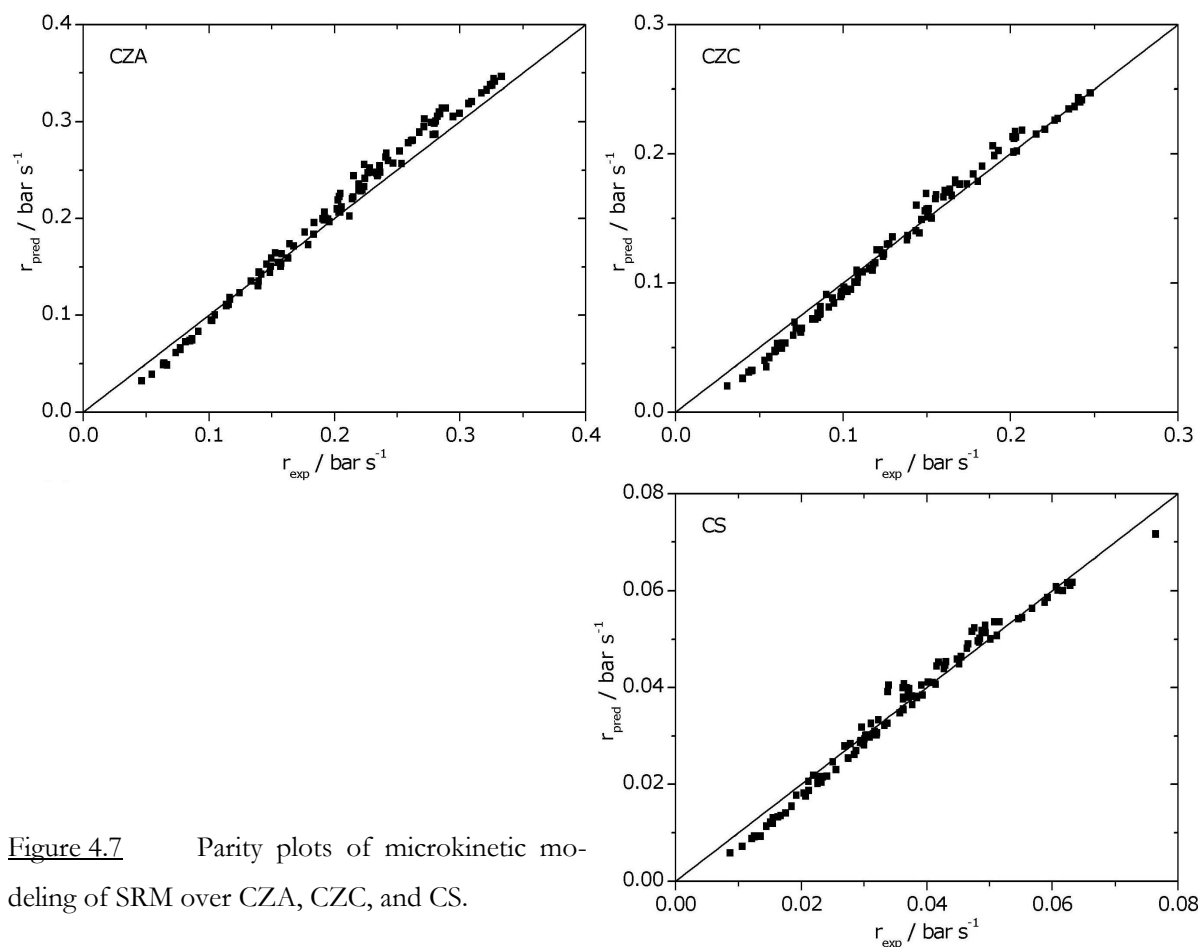 0.4
CZA
0.3
0.2
0.1
0.0
r_pred / bar s⁻¹
0.0 0.1 0.2 0.3 0.4
r_exp / bar s⁻¹
0.3
CZC
0.2
0.1
0.0
r_pred / bar s⁻¹
0.0 0.1 0.2 0.3
r_exp / bar s⁻¹
0.08
CS
0.06
0.04
0.02
0.00
r_pred / bar s⁻¹
0.00 0.02 0.04 0.06 0.08
r_exp / bar s⁻¹
Figure 4.7 Parity plots of microkinetic mo-
deling of SRM over CZA, CZC, and CS.